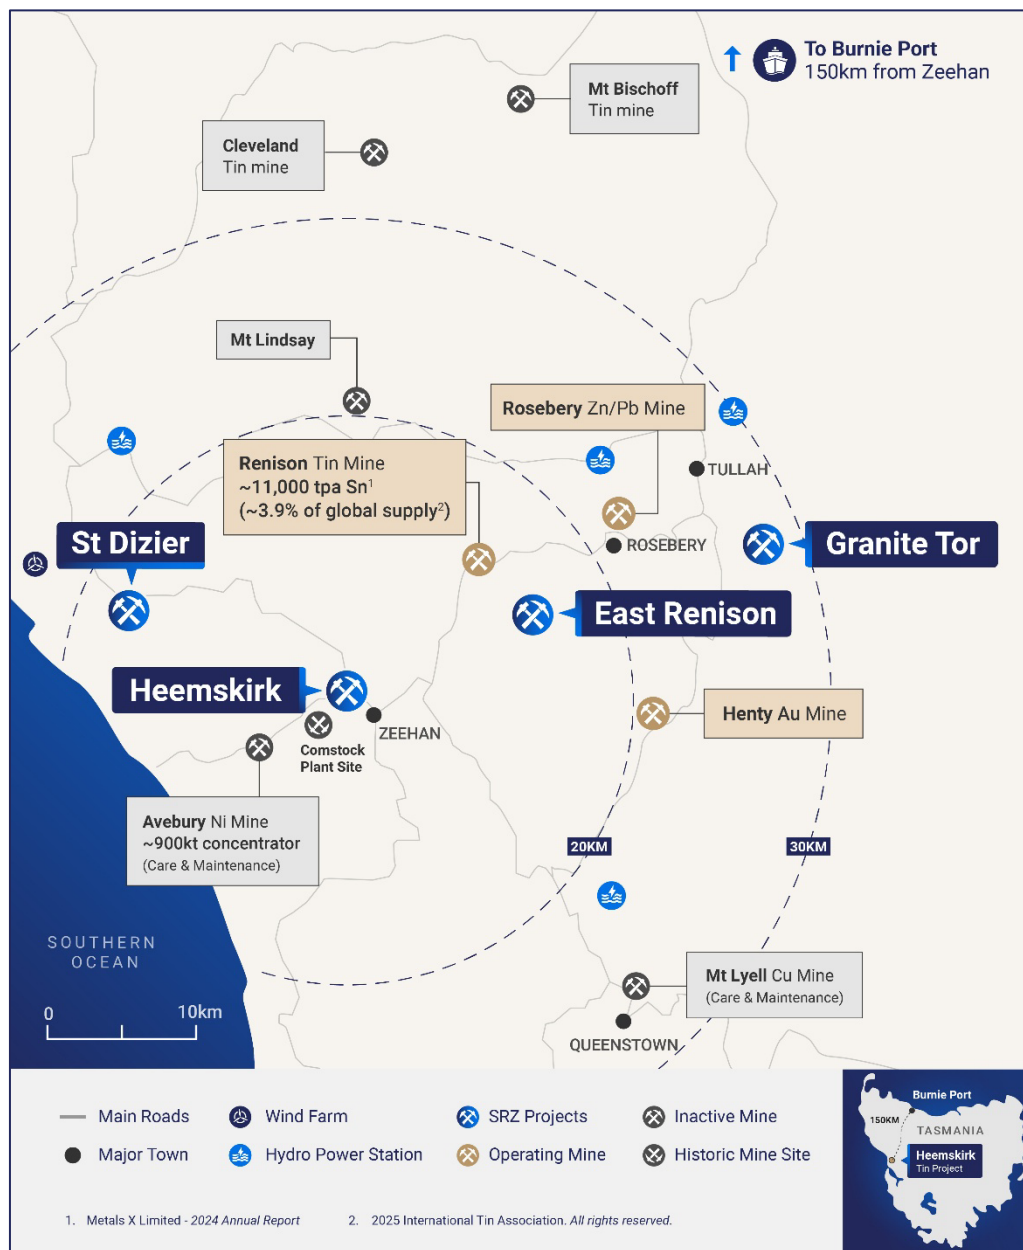 To Burnie Port
150km from Zeehan
Mt Bischoff
Tin mine
Cleveland
Tin mine
Mt Lindsay
Rosebery Zn/Pb Mine
Renison Tin Mine
~11,000 tpa Sn¹
(~3.9% of global supply²)
TULLAH
St Dizier
ROSEBERY
Granite Tor
East Renison
Heemskirk
ZEEHAN
Henty Au Mine
Comstock
Plant Site
Avebury Ni Mine
~900kt concentrator
(Care & Maintenance)
20KM
30KM
SOUTHERN
OCEAN
Mt Lyell Cu Mine
(Care & Maintenance)
0 10km
QUEENSTOWN
Main Roads
Wind Farm
SRZ Projects
Inactive Mine
Major Town
Hydro Power Station
Operating Mine
Historic Mine Site
Burnie Port
150KM
TASMANIA
Heemskirk
Tin Project
1. Metals X Limited - 2024 Annual Report
2. 2025 International Tin Association. All rights reserved.